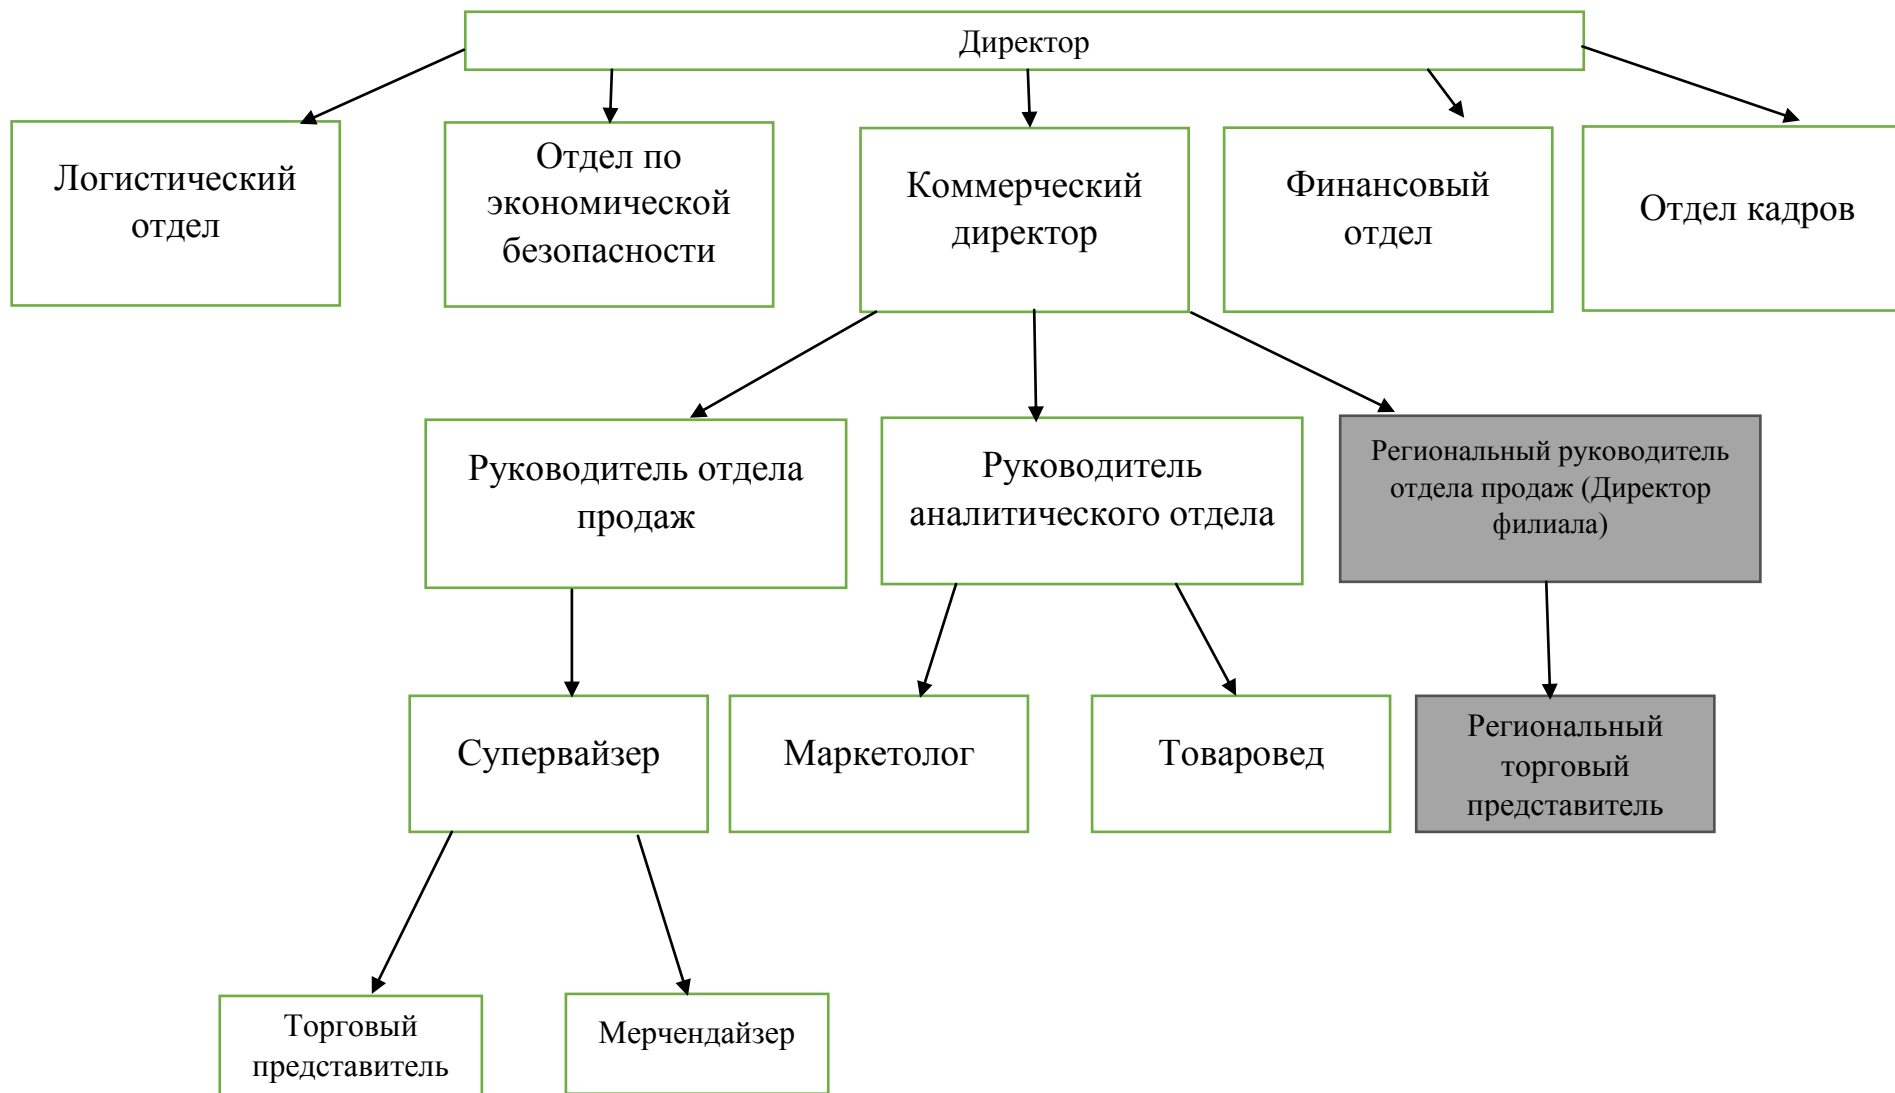 Директор
Логистический
отдел
Отдел по
экономической
безопасности
Коммерческий
директор
Финансовый
отдел
Отдел кадров
Руководитель отдела
продаж
Руководитель
аналитического отдела
Региональный руководитель
отдела продаж (Директор
филиала)
Супервайзер
Маркетолог
Товаровед
Региональный
торговый
представитель
Торговый
представитель
Мерчендайзер